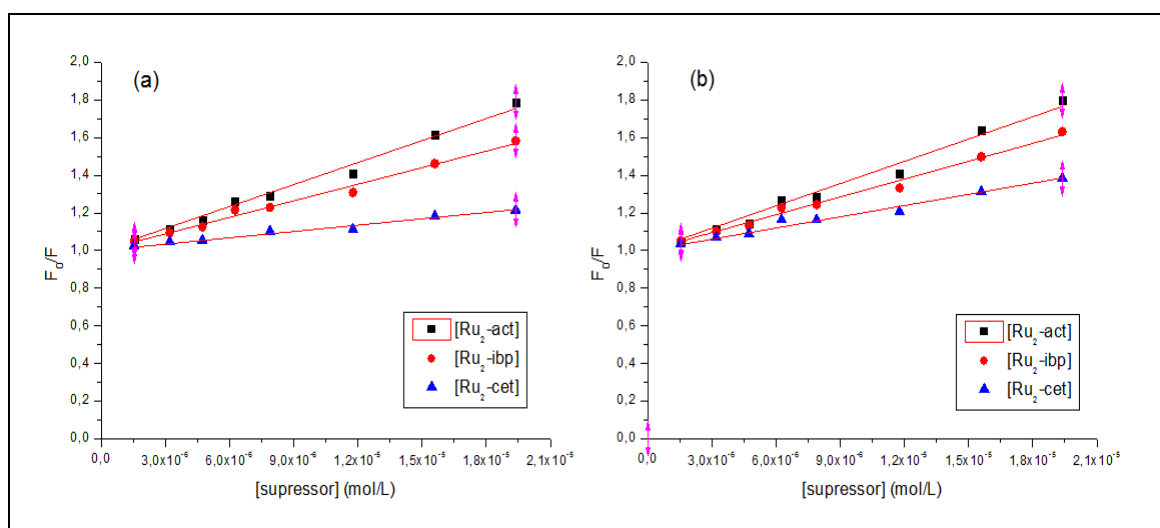 (a)
2,0
1,8
1,6
1,4
1,2
1,0
0,8
0,6
0,4
0,2
0,0
F₀/F
0,0 3,0x10⁻⁶ 6,0x10⁻⁶ 9,0x10⁻⁶ 1,2x10⁻⁵ 1,5x10⁻⁵ 1,8x10⁻⁵ 2,1x10⁻⁵
[supressor] (mol/L)
[Ru₂-act]
[Ru₂-ibp]
[Ru₂-cet]
(b)
2,0
1,8
1,6
1,4
1,2
1,0
0,8
0,6
0,4
0,2
0,0
F₀/F
0,0 3,0x10⁻⁶ 6,0x10⁻⁶ 9,0x10⁻⁶ 1,2x10⁻⁵ 1,5x10⁻⁵ 1,8x10⁻⁵ 2,1x10⁻⁵
[supressor] (mol/L)
[Ru₂-act]
[Ru₂-ibp]
[Ru₂-cet]